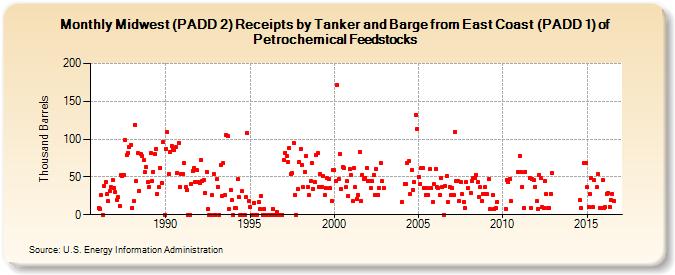 Monthly Midwest (PADD 2) Receipts by Tanker and Barge from East Coast (PADD 1) of
Petrochemical Feedstocks
Thousand Barrels
200
150
100
50
0
1990
1995
2000
2005
2010
2015
Source: U.S. Energy Information Administration